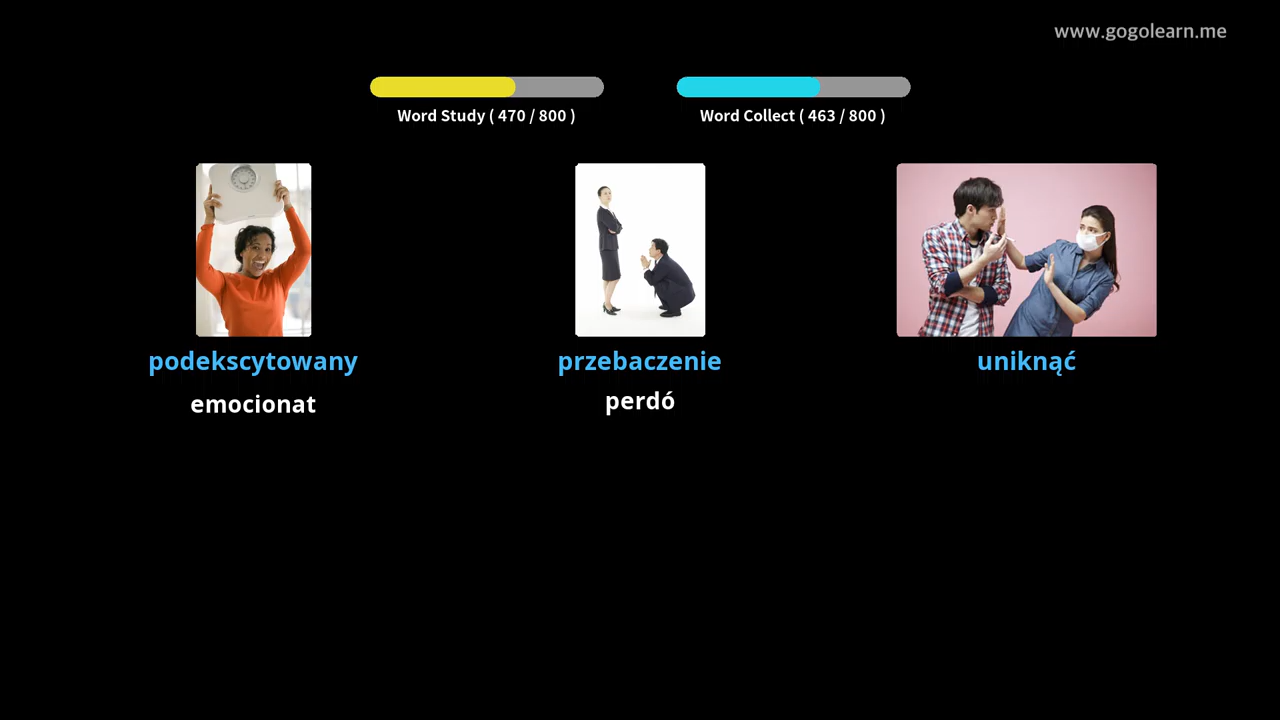 www.gogolearn.me
Word Study ( 470 / 800 )
Word Collect ( 463 / 800 )
podekscytowany
przebaczenie
uniknąć
emocionat
perdó